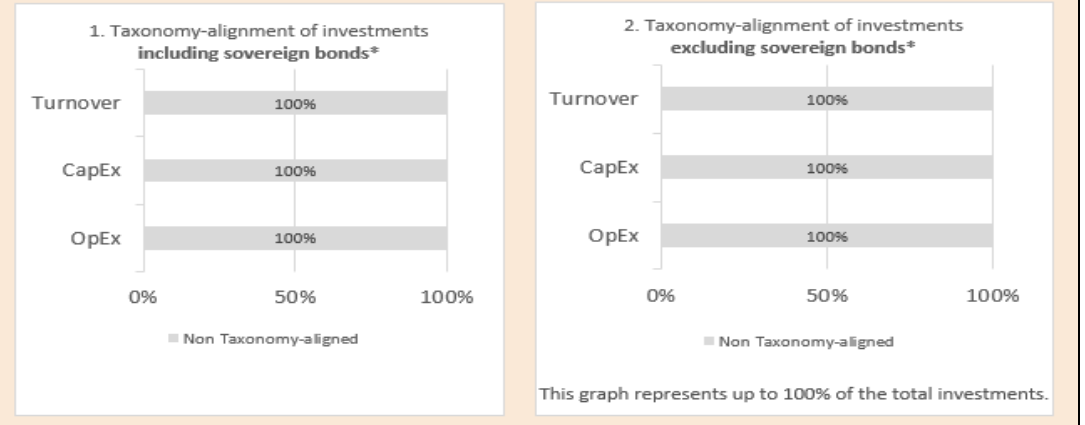 1. Taxonomy-alignment of investments
including sovereign bonds*
Turnover
100%
CapEx
100%
OpEx
100%
0%
50%
100%
Non Taxonomy-aligned
2. Taxonomy-alignment of investments
excluding sovereign bonds*
Turnover
100%
CapEx
100%
OpEx
100%
0%
50%
100%
Non Taxonomy-aligned
This graph represents up to 100% of the total investments.